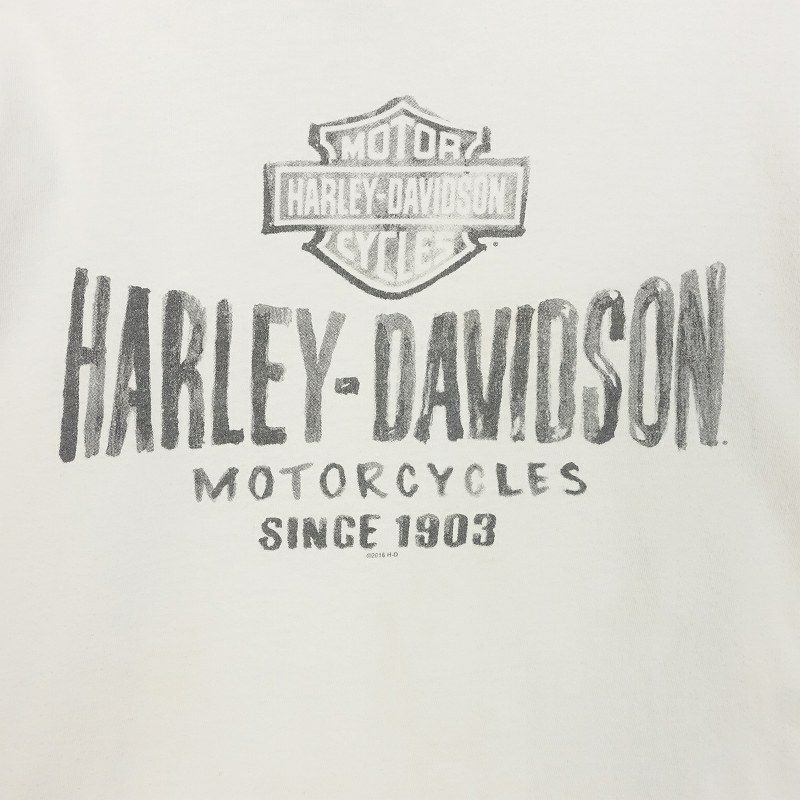 MOTOR
HARLEY-DAVIDSON
CYCLES
HARLEY-DAVIDSON
MOTORCYCLES
SINCE 1903
©2016 H-D